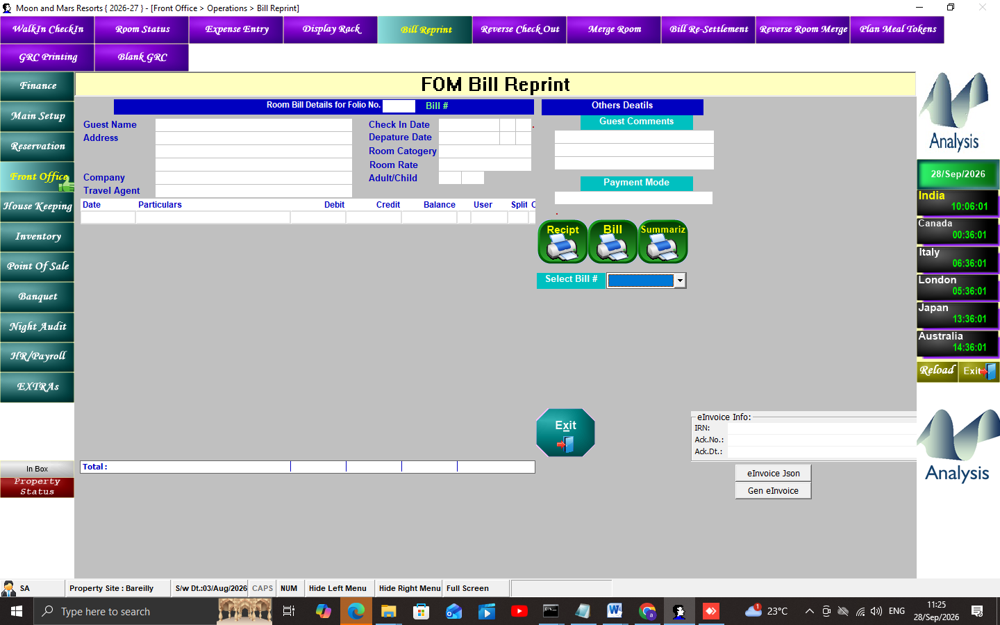 Moon and Mars Resorts { 2026-27 } - [Front Office > Operations > Bill Reprint]
WalkIn CheckIn
Room Status
Expense Entry
Display Rack
Bill Reprint
Reverse Check Out
Merge Room
Bill Re-Settlement
Reverse Room Merge
Plan Meal Tokens
GRC Printing
Blank GRC
Finance
Main Setup
Reservation
Front Office
House Keeping
Inventory
Point Of Sale
Banquet
Night Audit
HR/Payroll
EXTRAs
In Box
Property Status
FOM Bill Reprint
Room Bill Details for Folio No.
Bill #
Guest Name
Address
Company
Travel Agent
Check In Date
Depature Date
Room Catogery
Room Rate
Adult/Child
Date Particulars Debit Credit Balance User Split C
Total :
Others Deatils
Guest Comments
Payment Mode
Recipt
Bill
Summariz
Select Bill #
Exit
eInvoice Info:
IRN:
Ack.No.:
Ack.Dt.:
eInvoice Json
Gen eInvoice
Analysis
28/Sep/2026
India
10:06:01
Canada
00:36:01
Italy
06:36:01
London
05:36:01
Japan
13:36:01
Australia
14:36:01
Reload
Exit
Analysis
SA
Property Site : Bareilly
S/w Dt.:03/Aug/2026
CAPS
NUM
Hide Left Menu
Hide Right Menu
Full Screen
Type here to search
1
23°C
ENG
11:25
28/Sep/2026